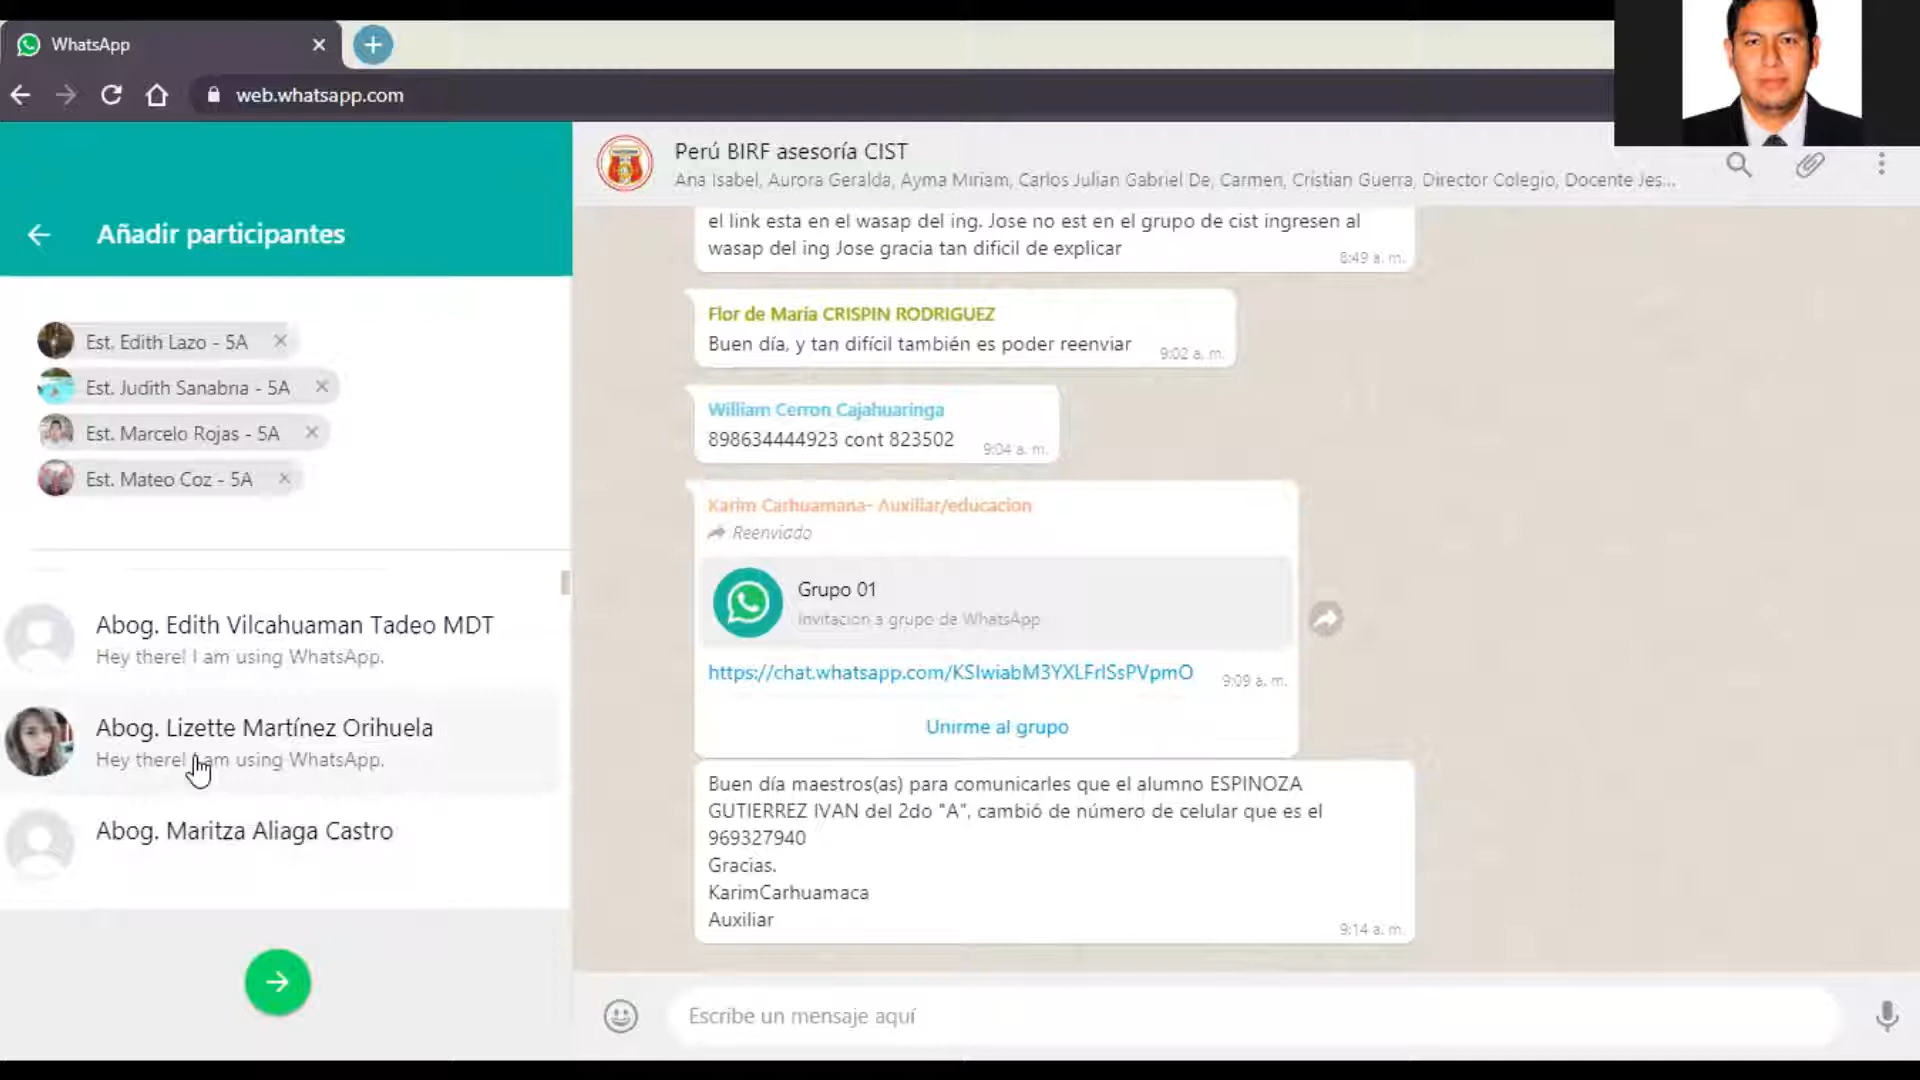 WhatsApp
web.whatsapp.com
Añadir participantes
Est. Edith Lazo - 5A
Est. Judith Sanabria - 5A
Est. Marcelo Rojas - 5A
Est. Mateo Coz - 5A
Abog. Edith Vilcahuaman Tadeo MDT
Hey there! I am using WhatsApp.
Abog. Lizette Martínez Orihuela
Hey there! I am using WhatsApp.
Abog. Maritza Aliaga Castro
Perú BIRF asesoría CIST
Ana Isabel, Aurora Geralda, Ayma Miriam, Carlos Julian Gabriel De, Carmen, Cristian Guerra, Director Colegio, Docente Jes...
el link esta en el wasap del ing. Jose no est en el grupo de cist ingresen al
wasap del ing Jose gracia tan dificil de explicar
8:49 a. m.
Flor de María CRISPIN RODRIGUEZ
Buen día, y tan difícil también es poder reenviar
9:02 a. m.
William Cerron Cajahuaringa
898634444923 cont 823502
9:04 a. m.
Karim Carhuamana- Auxiliar/educacion
Reenviado
Grupo 01
Invitación a grupo de WhatsApp
https://chat.whatsapp.com/KSIwiabM3YXLFrISsPVpmO
9:09 a. m.
Unirme al grupo
Buen día maestros(as) para comunicarles que el alumno ESPINOZA
GUTIERREZ IVAN del 2do "A", cambió de número de celular que es el
969327940
Gracias.
KarimCarhuamaca
Auxiliar
9:14 a. m.
Escribe un mensaje aquí